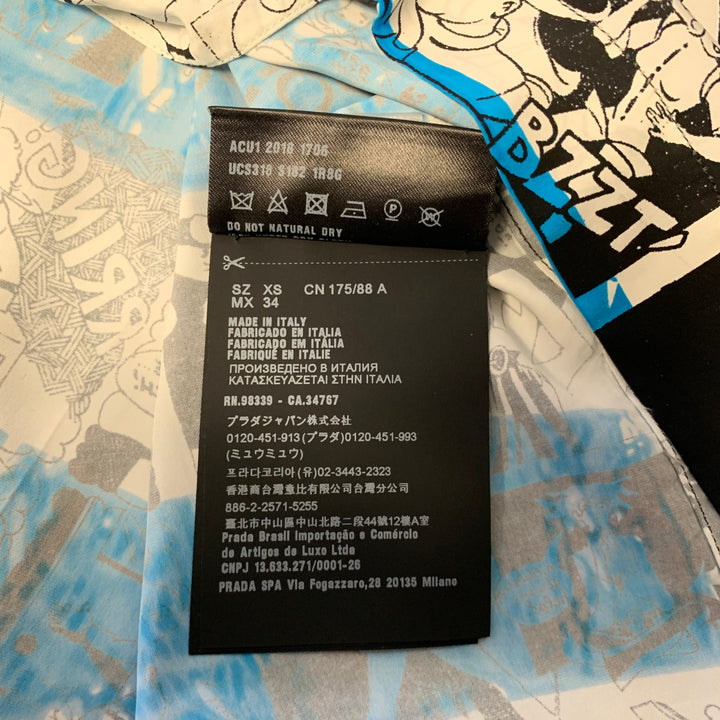 BZZZT!
ACU1 2018 1706
UCS319 S182 1R8G
DO NOT NATURAL DRY
SZ XS CN 175/88 A
MX 34
MADE IN ITALY
FABRICADO EN ITALIA
FABRICADO EM ITÁLIA
FABRIQUÉ EN ITALIE
ПРОИЗВЕДЕНО В ИТАЛИЯ
ΚΑΤΑΣΚΕΥΑΖΕΤΑΙ ΣΤΗΝ ΙΤΑΛΙΑ
RN.98339 - CA.34767
プラダジャパン株式会社
0120-451-913(プラダ)0120-451-993
(ミュウミュウ)
프라다코리아(유)02-3443-2323
香港商台灣意比有限公司台灣分公司
886-2-2571-5255
臺北市中山區中山北路二段44號12樓A室
Prada Brasil Importação e Comércio
de Artigos de Luxo Ltda
CNPJ 13.633.271/0001-26
PRADA SPA Via Fogazzaro,28 20135 Milano